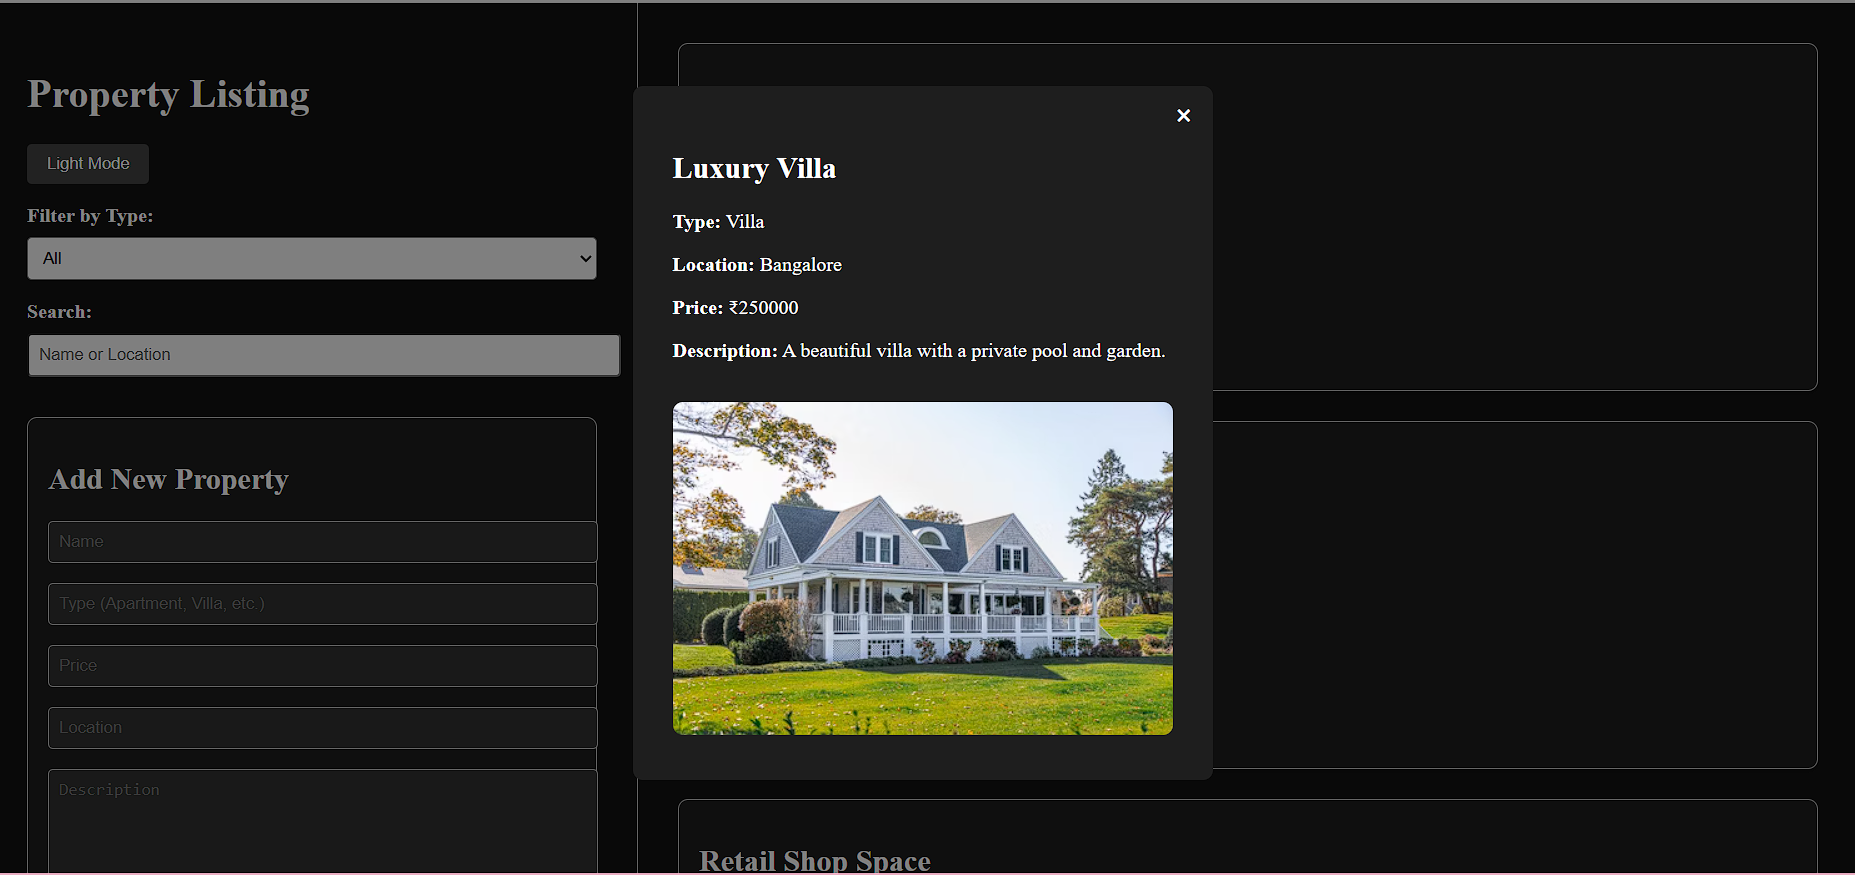 Property Listing
Light Mode
Filter by Type:
All
Search:
Name or Location
Add New Property
Name
Type (Apartment, Villa, etc.)
Price
Location
Description
×
Luxury Villa
Type: Villa
Location: Bangalore
Price: ₹250000
Description: A beautiful villa with a private pool and garden.
Retail Shop Space